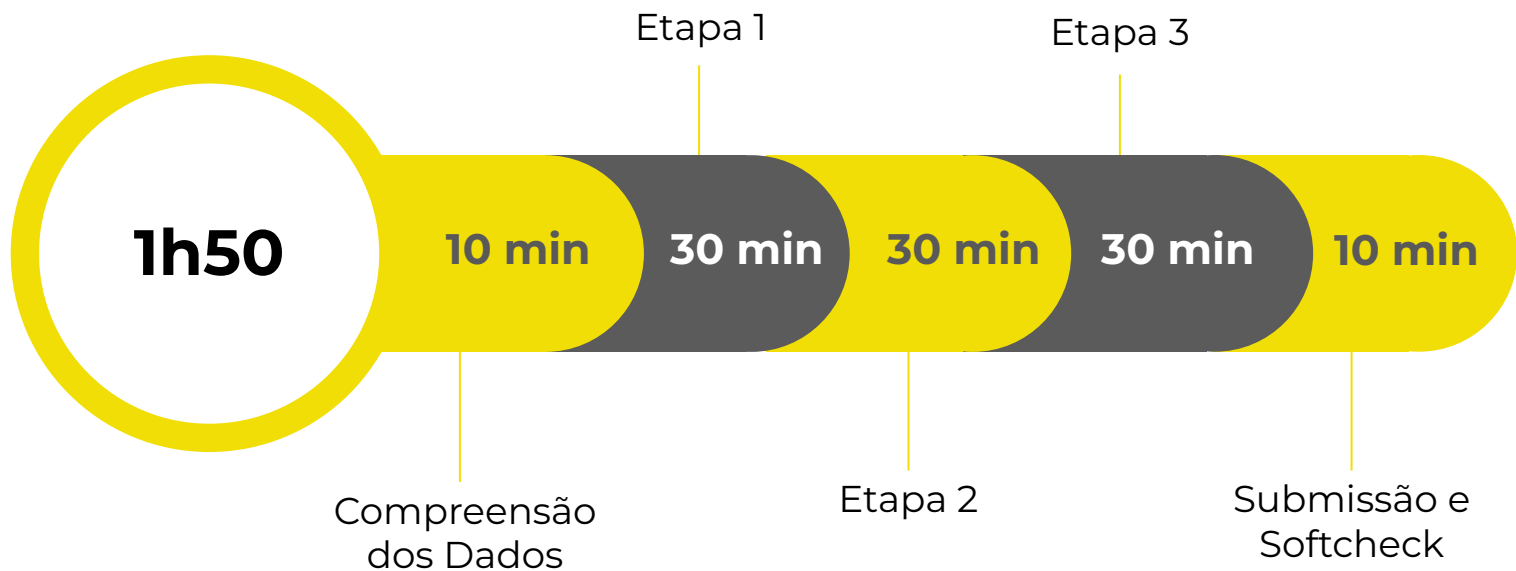 Etapa 1
Etapa 3
1h50
10 min
30 min
30 min
30 min
10 min
Compreensão
dos Dados
Etapa 2
Submissão e
Softcheck